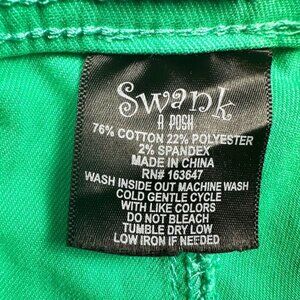 Swank
A POSH
76% COTTON 22% POLYESTER
2% SPANDEX
MADE IN CHINA
RN# 163647
WASH INSIDE OUT MACHINE WASH
COLD GENTLE CYCLE
WITH LIKE COLORS
DO NOT BLEACH
TUMBLE DRY LOW
LOW IRON IF NEEDED